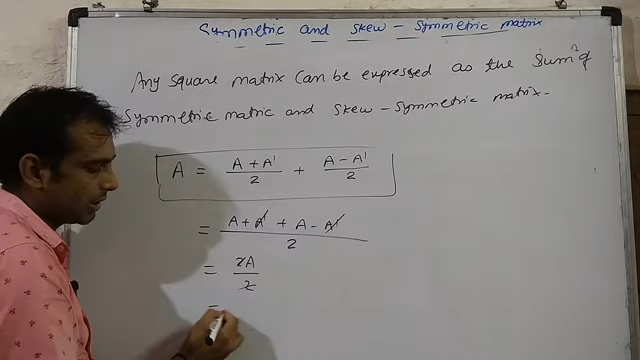 Symmetric and skew - symmetric matrix
Any square matrix can be expressed as the sum of
symmetric matric and skew - symmetric matrix.
A = (A + A')/2 + (A - A')/2
= (A + A' + A - A')/2
= 2A/2
=